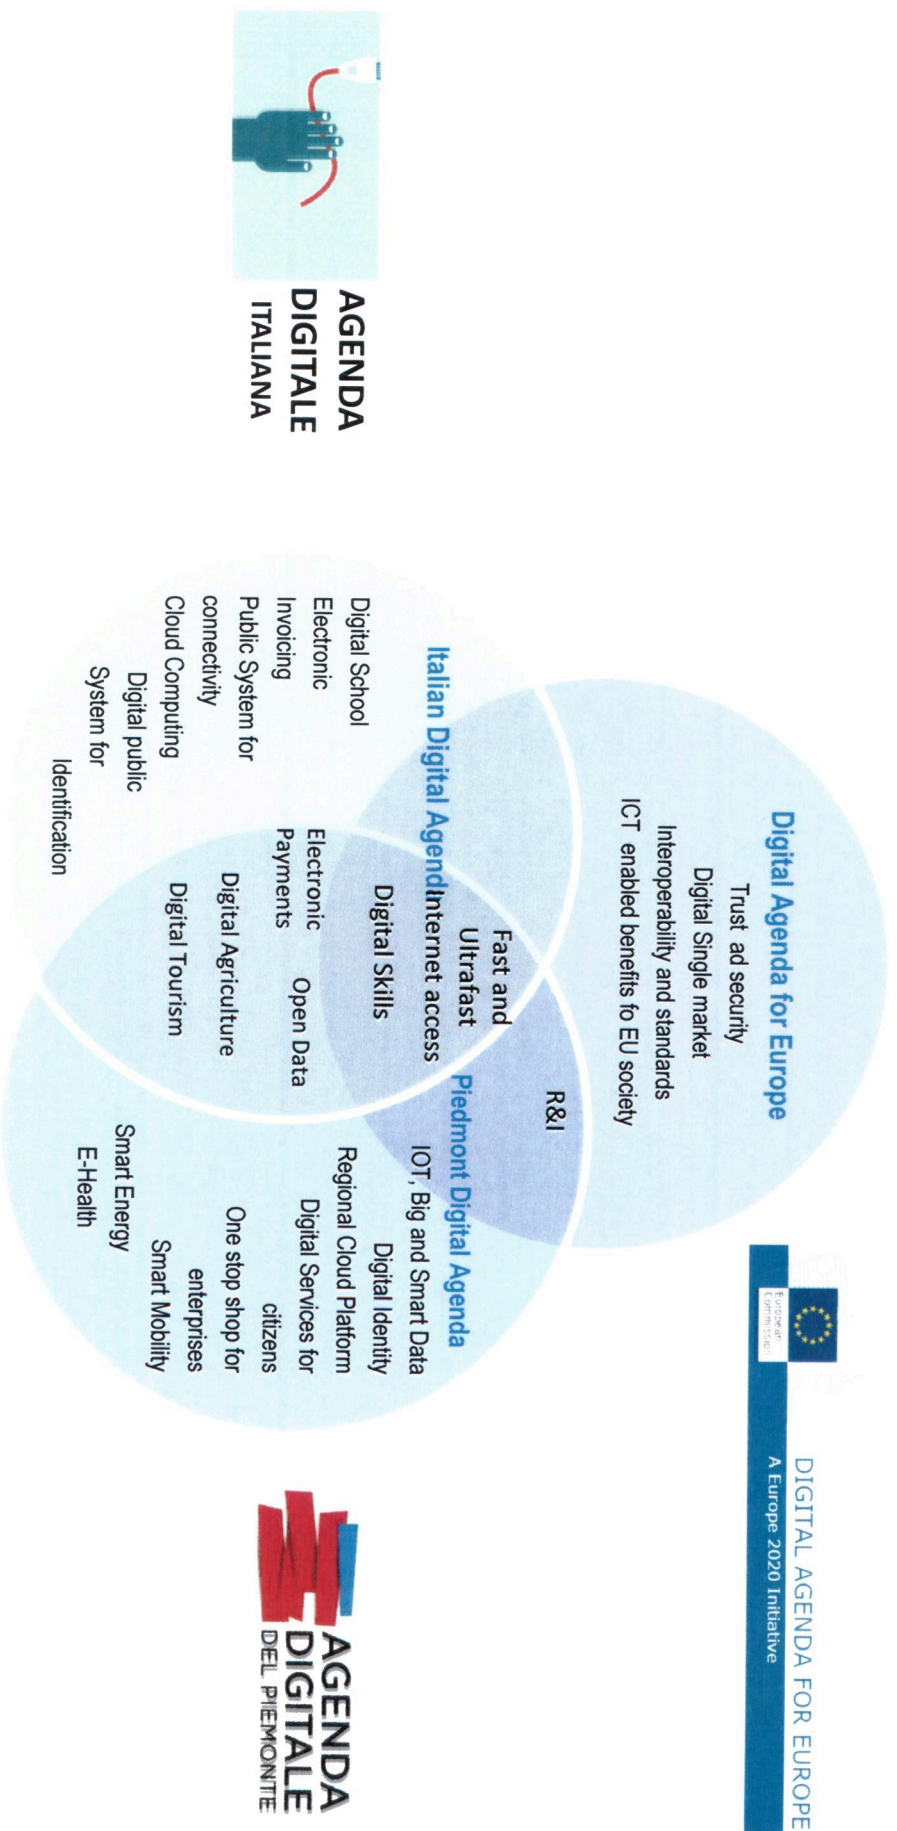 DIGITAL AGENDA FOR EUROPE
A Europe 2020 Initiative
European
Commission
Digital Agenda for Europe
Trust ad security
Digital Single market
Interoperability and standards
ICT enabled benefits fo EU society
R&I
Fast and
Ultrafast
Internet access
Digital Skills
Italian Digital Agend
Digital School
Electronic
Invoicing
Public System for
connectivity
Cloud Computing
Digital public
System for
Identification
Electronic
Payments
Open Data
Digital Agriculture
Digital Tourism
Piedmont Digital Agenda
IOT, Big and Smart Data
Digital Identity
Regional Cloud Platform
Digital Services for
citizens
One stop shop for
enterprises
Smart Mobility
Smart Energy
E-Health
AGENDA
DIGITALE
ITALIANA
AGENDA
DIGITALE
DEL PIEMONTE